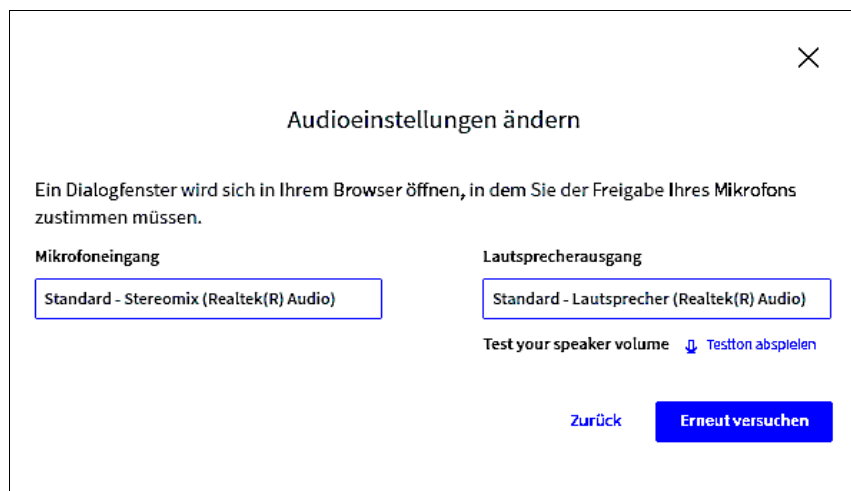 Audioeinstellungen ändern
Ein Dialogfenster wird sich in Ihrem Browser öffnen, in dem Sie der Freigabe Ihres Mikrofons
zustimmen müssen.
Mikrofoneingang
Lautsprecherausgang
Standard - Stereomix (Realtek(R) Audio)
Standard - Lautsprecher (Realtek(R) Audio)
Test your speaker volume
Testton abspielen
Zurück
Erneut versuchen